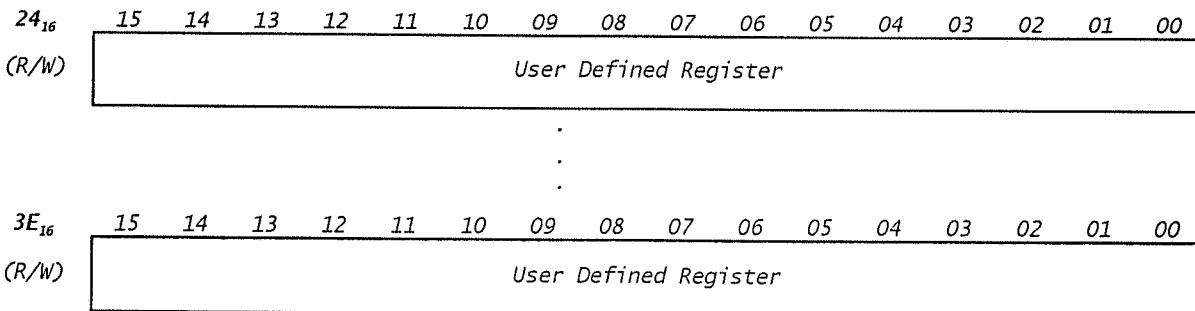 24₁₆ 15 14 13 12 11 10 09 08 07 06 05 04 03 02 01 00
(R/W) User Defined Register
.
.
.
3E₁₆ 15 14 13 12 11 10 09 08 07 06 05 04 03 02 01 00
(R/W) User Defined Register